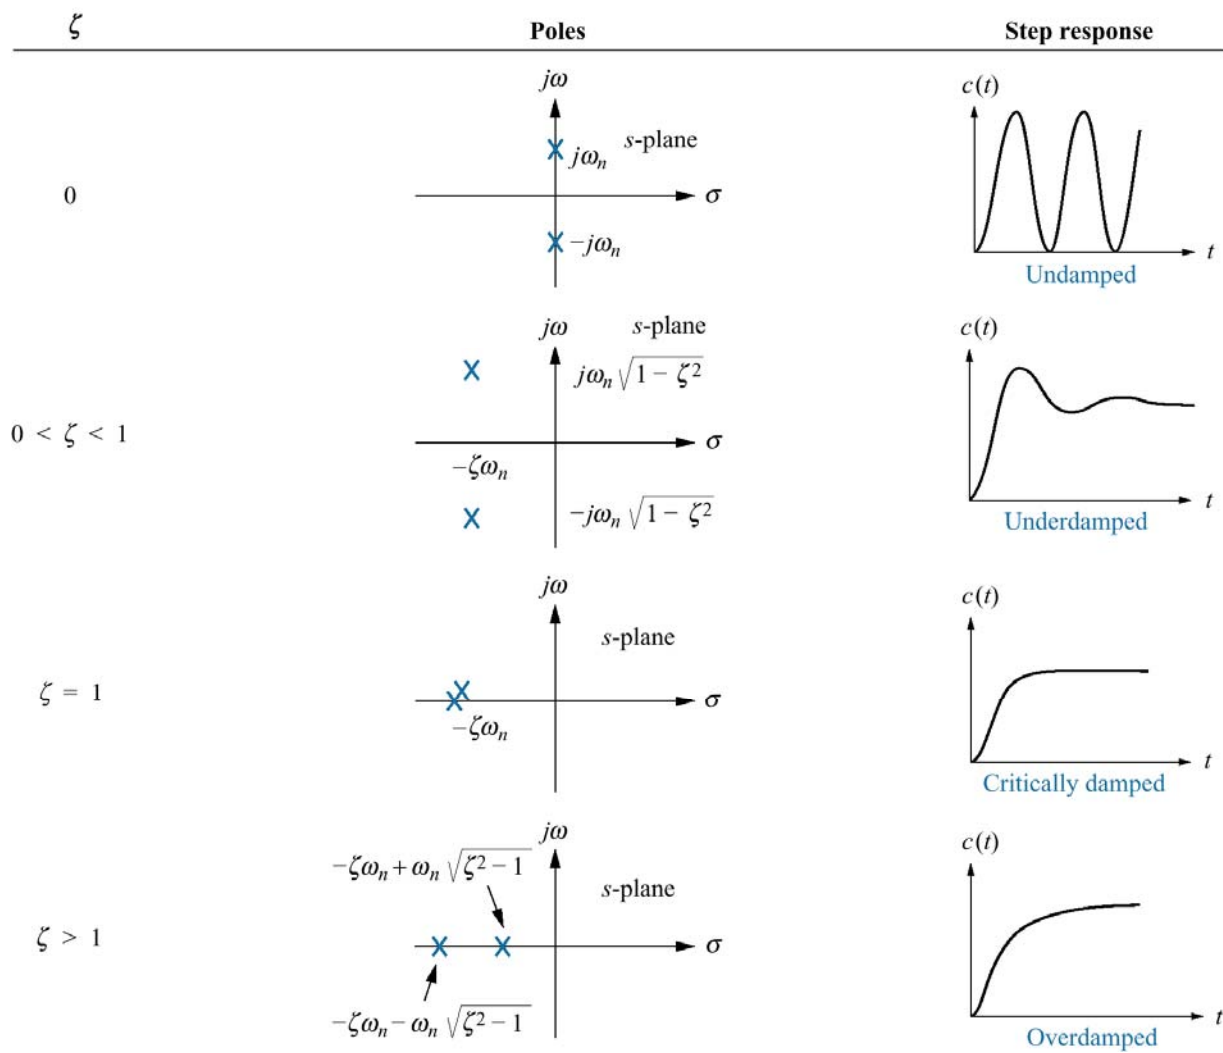 ζ Poles Step response
jω
c(t)
s-plane
jωₙ
0
σ
−jωₙ
t
Undamped
jω
s-plane
c(t)
jωₙ √1 − ζ²
0 < ζ < 1
σ
−ζωₙ
−jωₙ √1 − ζ²
t
Underdamped
jω
c(t)
s-plane
ζ = 1
σ
−ζωₙ
t
Critically damped
jω
c(t)
−ζωₙ + ωₙ √ζ² − 1
s-plane
ζ > 1
σ
−ζωₙ − ωₙ √ζ² − 1
t
Overdamped